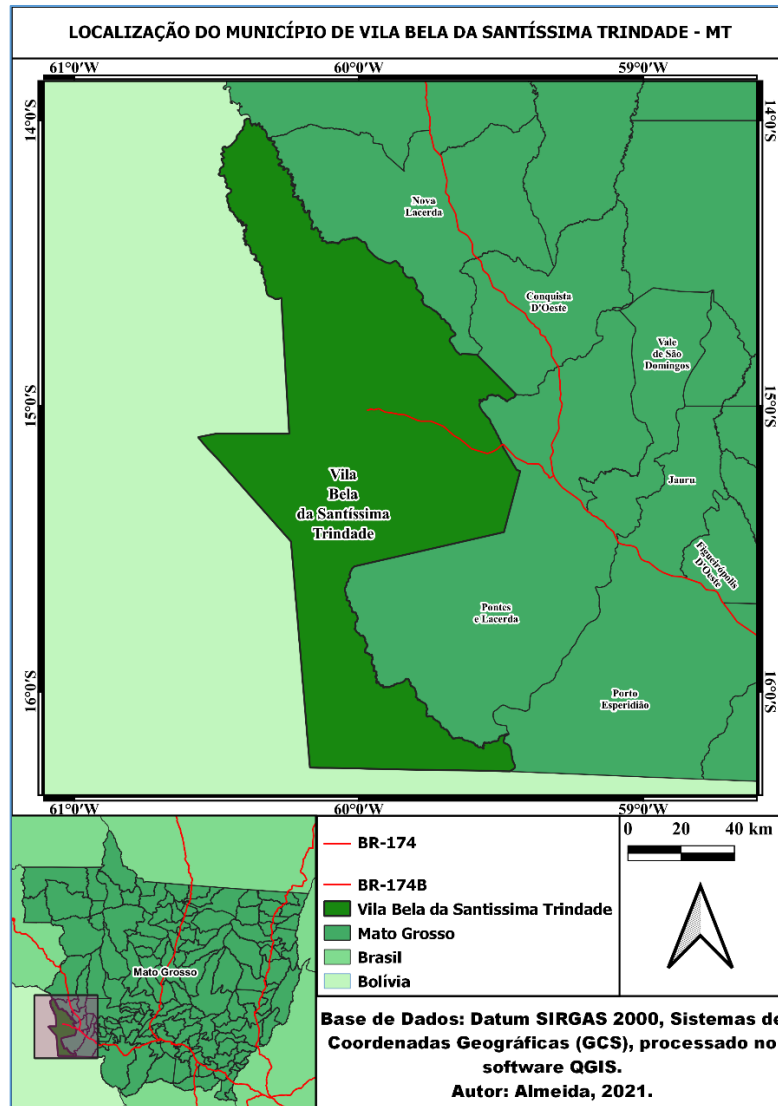 LOCALIZAÇÃO DO MUNICÍPIO DE VILA BELA DA SANTÍSSIMA TRINDADE - MT
61°0'W 60°0'W 59°0'W
14°0'S 14°0'S
Nova
Lacerda
Conquista
D'Oeste
Vale
de São
Domingos
15°0'S 15°0'S
Vila
Bela
da Santíssima
Trindade
Jauru
Figueirópolis
D'Oeste
Pontes
e Lacerda
16°0'S 16°0'S
Porto
Esperidião
61°0'W 60°0'W 59°0'W
Mato Grosso
BR-174
BR-174B
Vila Bela da Santissima Trindade
Mato Grosso
Brasil
Bolívia
0 20 40 km
Base de Dados: Datum SIRGAS 2000, Sistemas de
Coordenadas Geográficas (GCS), processado no
software QGIS.
Autor: Almeida, 2021.